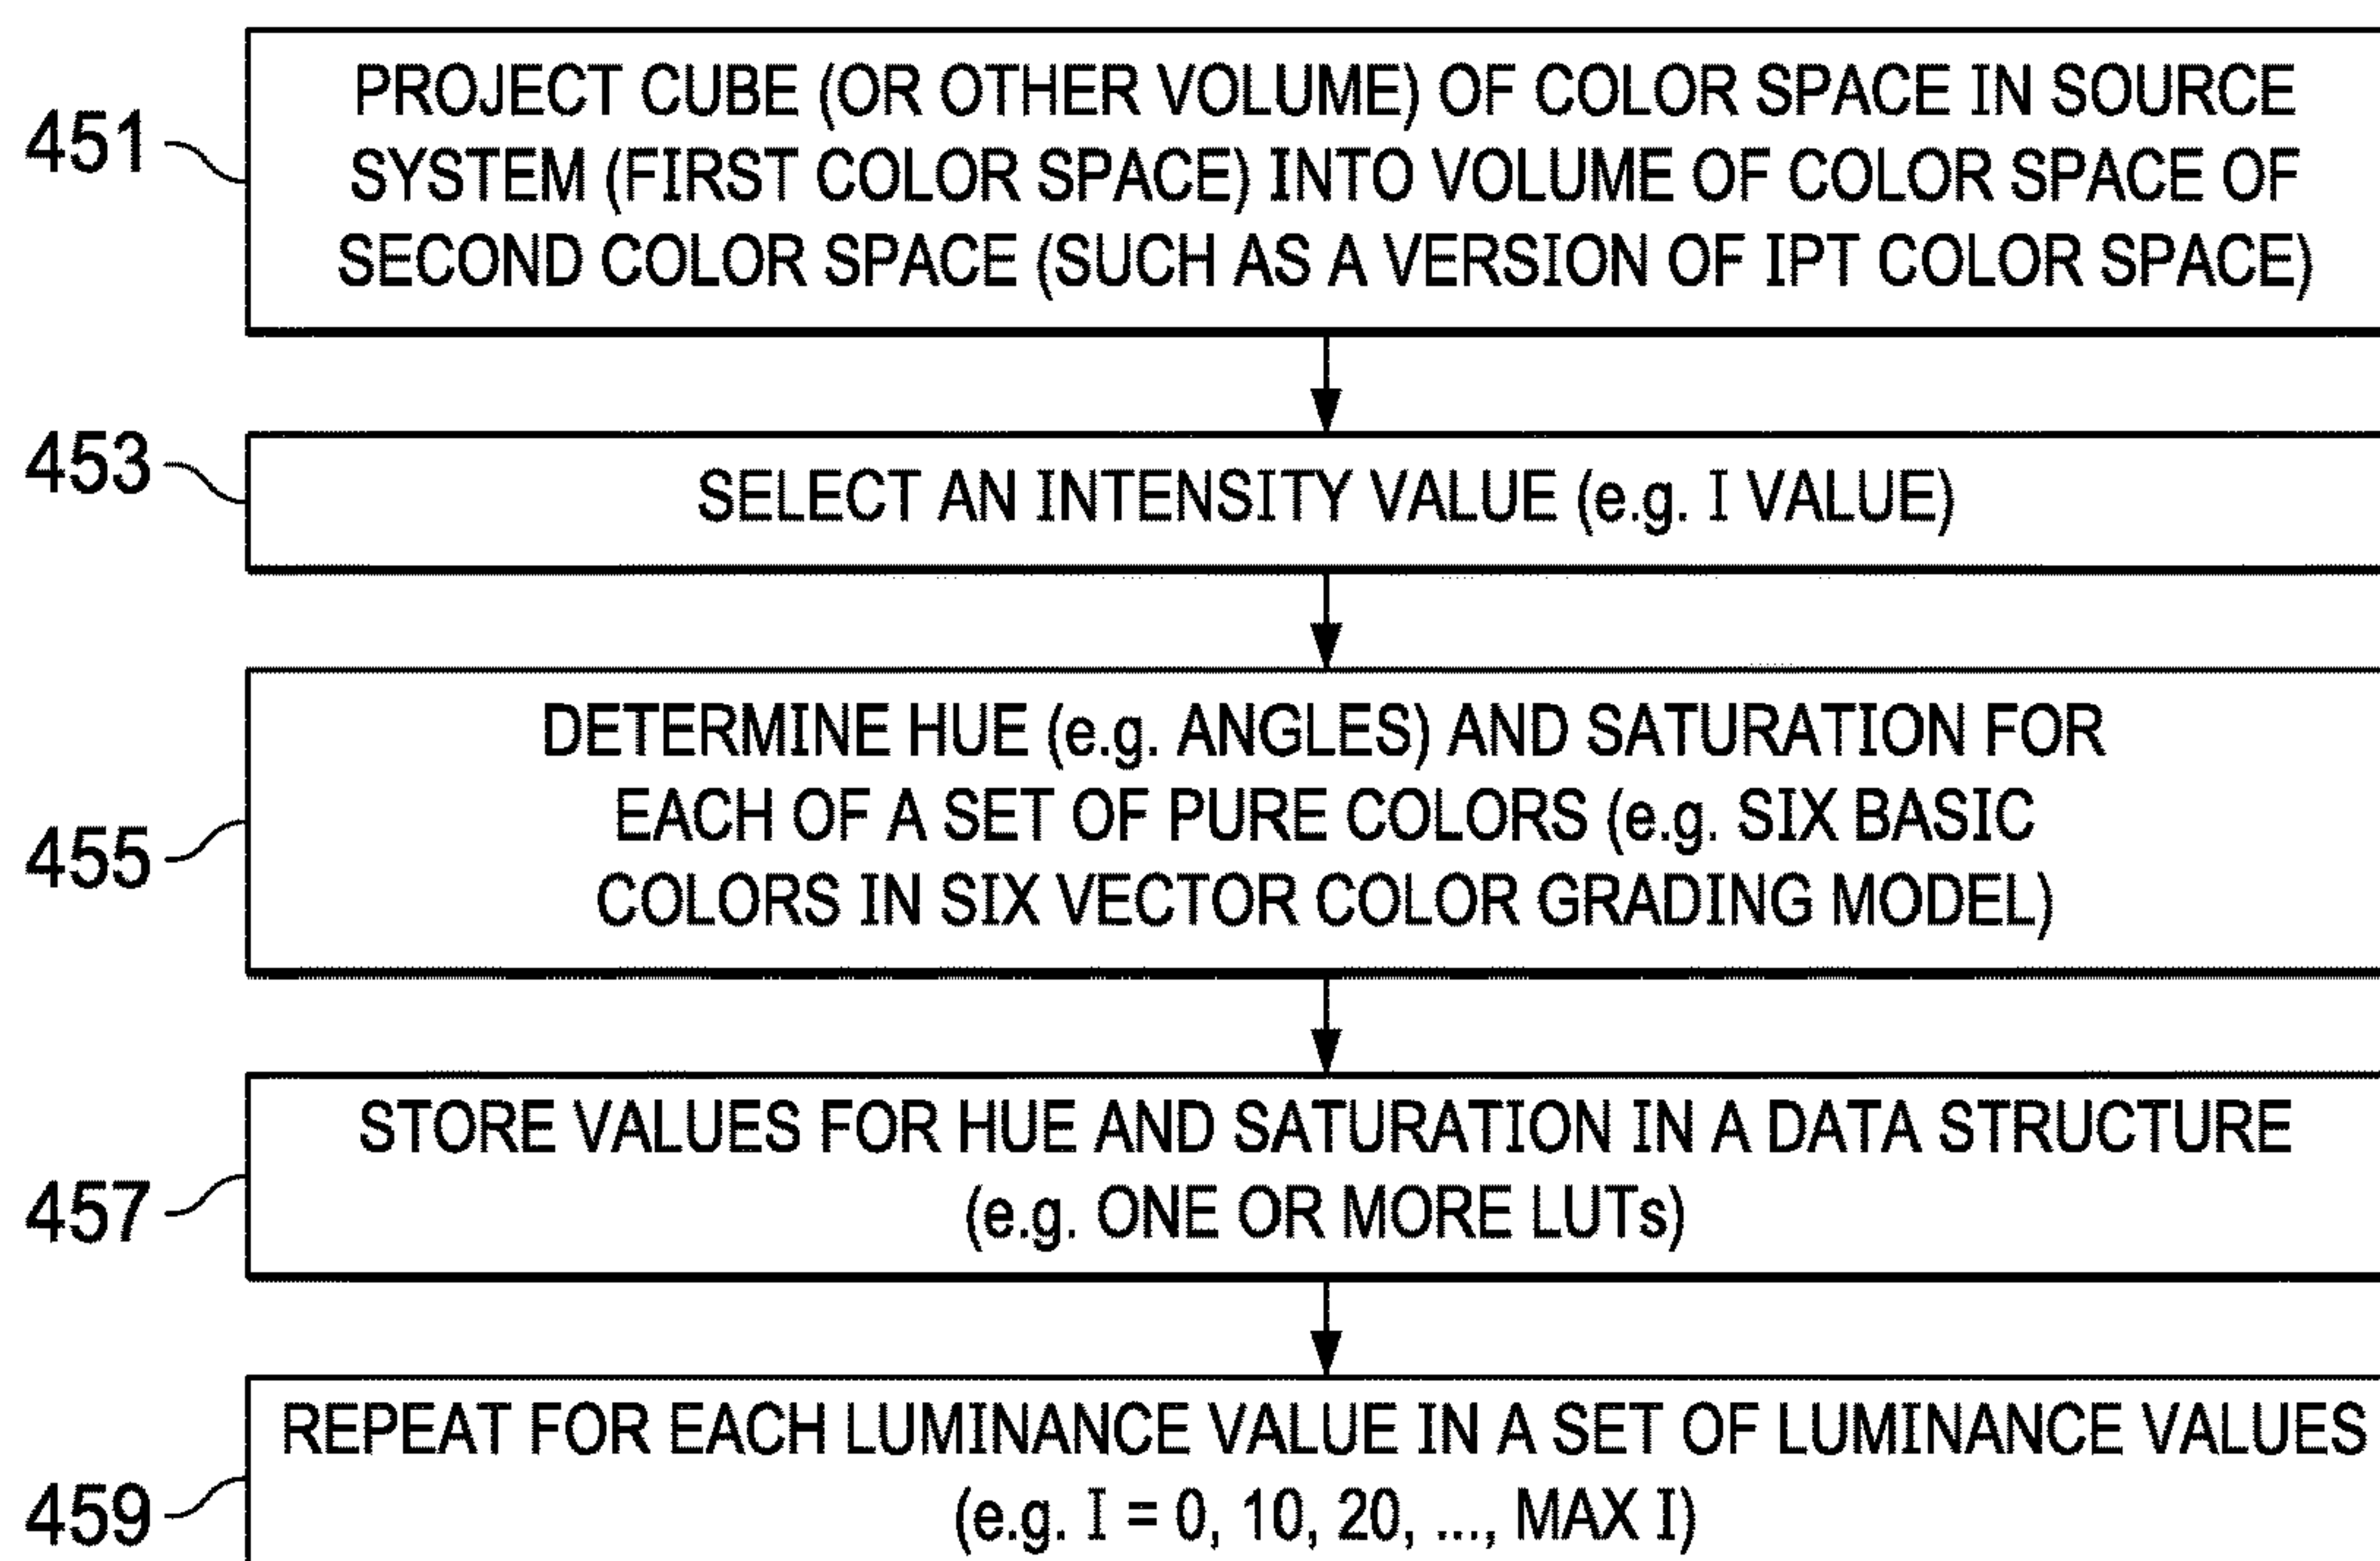 451
PROJECT CUBE (OR OTHER VOLUME) OF COLOR SPACE IN SOURCE
SYSTEM (FIRST COLOR SPACE) INTO VOLUME OF COLOR SPACE OF
SECOND COLOR SPACE (SUCH AS A VERSION OF IPT COLOR SPACE)
453
SELECT AN INTENSITY VALUE (e.g. I VALUE)
455
DETERMINE HUE (e.g. ANGLES) AND SATURATION FOR
EACH OF A SET OF PURE COLORS (e.g. SIX BASIC
COLORS IN SIX VECTOR COLOR GRADING MODEL)
457
STORE VALUES FOR HUE AND SATURATION IN A DATA STRUCTURE
(e.g. ONE OR MORE LUTs)
459
REPEAT FOR EACH LUMINANCE VALUE IN A SET OF LUMINANCE VALUES
(e.g. I = 0, 10, 20, ..., MAX I)